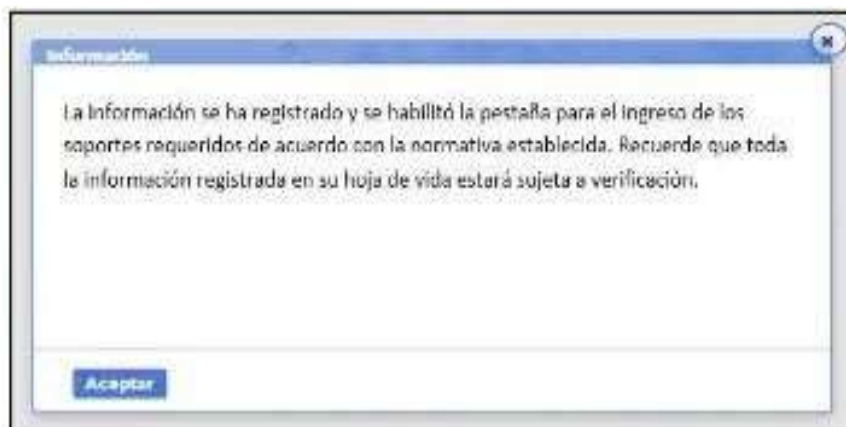 Información
La Información se ha registrado y se habilitó la pestaña para el ingreso de los
soportes requeridos de acuerdo con la normativa establecida. Recuerde que toda
la información registrada en su hoja de vida estará sujeta a verificación.
Aceptar